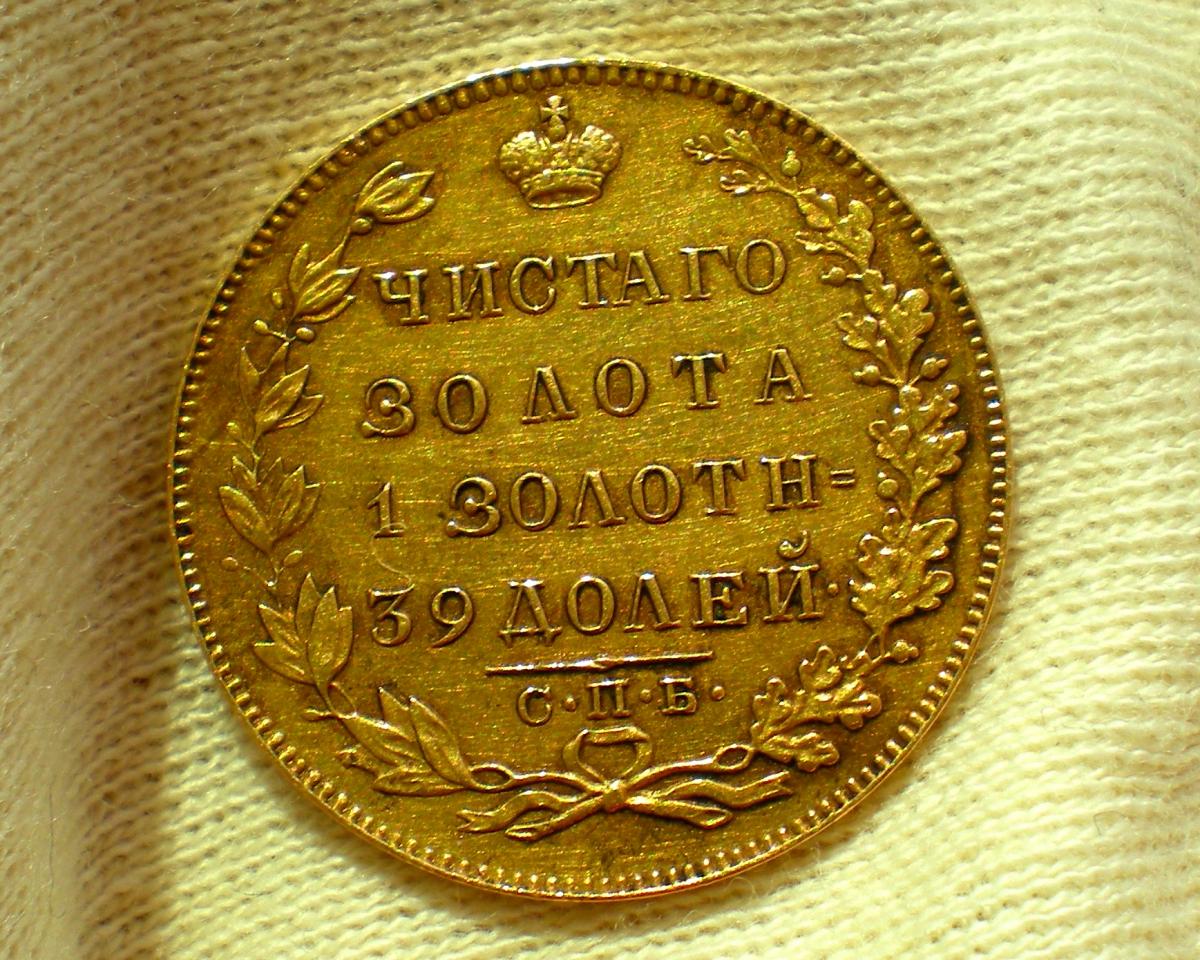 ЧИСТАГО
ЗОЛОТА
1 ЗОЛОТН=
39 ДОЛЕЙ·
С·П·Б·